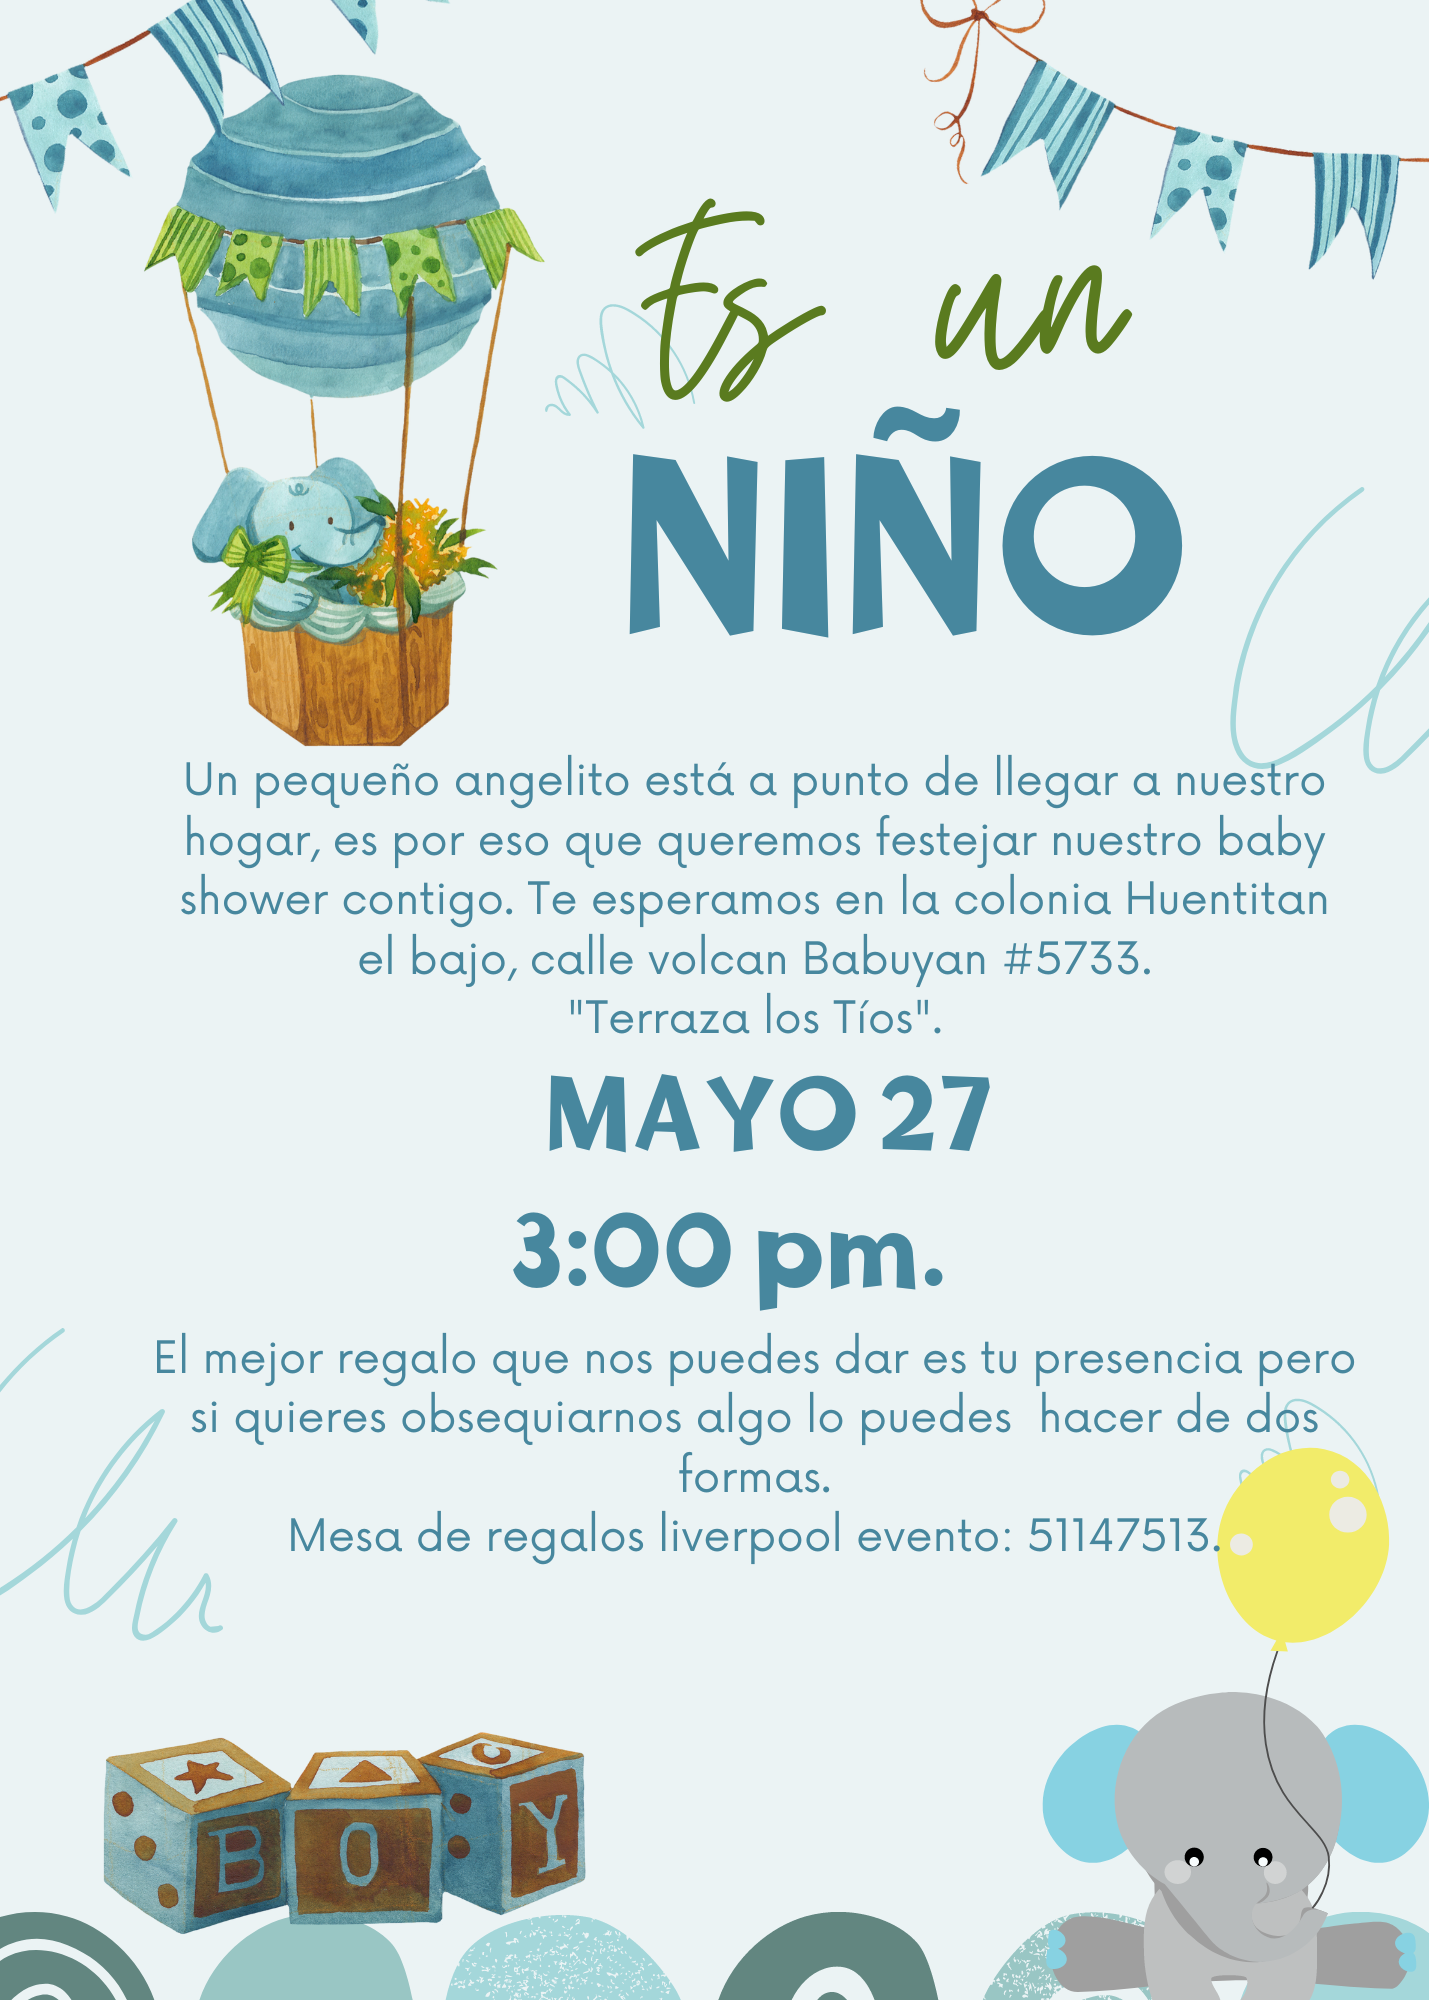 Es un
NIÑO
Un pequeño angelito está a punto de llegar a nuestro
hogar, es por eso que queremos festejar nuestro baby
shower contigo. Te esperamos en la colonia Huentitan
el bajo, calle volcan Babuyan #5733.
"Terraza los Tíos".
MAYO 27
3:00 pm.
El mejor regalo que nos puedes dar es tu presencia pero
si quieres obsequiarnos algo lo puedes  hacer de dos
formas.
Mesa de regalos liverpool evento: 51147513.
BOY